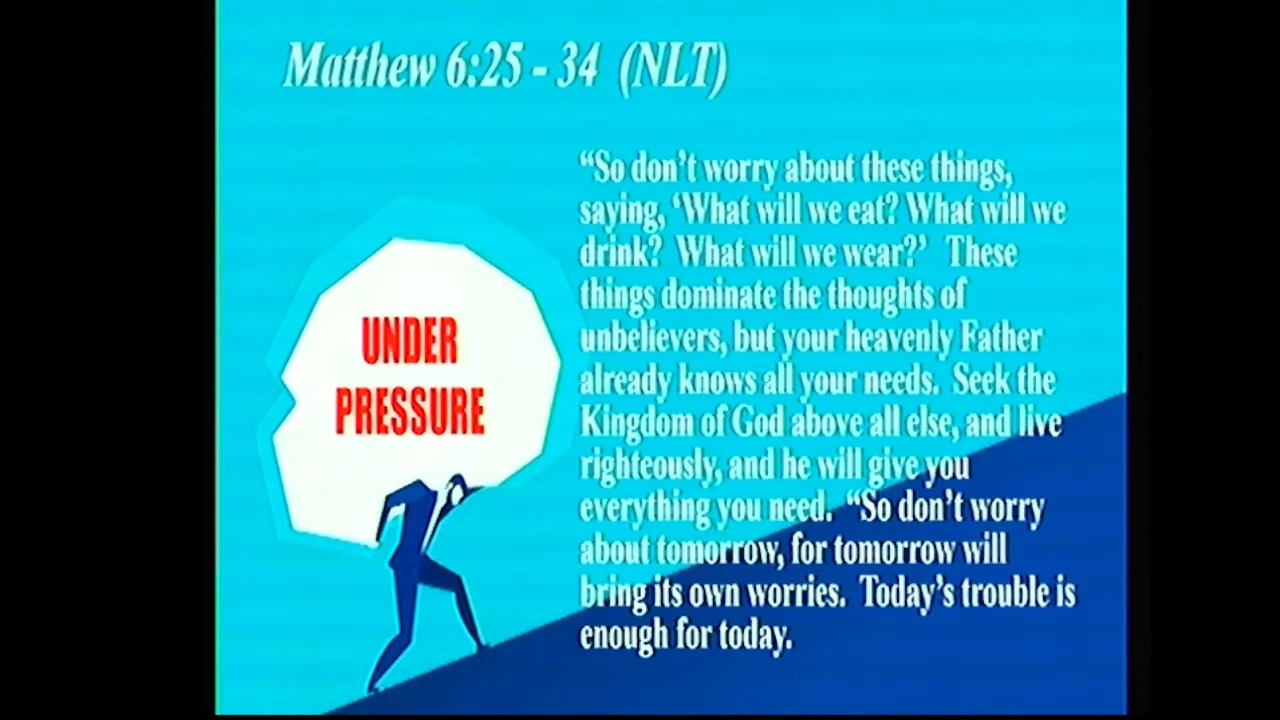 Matthew 6:25 - 34 (NLT)
“So don’t worry about these things,
saying, ‘What will we eat? What will we
drink? What will we wear?’ These
things dominate the thoughts of
unbelievers, but your heavenly Father
already knows all your needs. Seek the
Kingdom of God above all else, and live
righteously, and he will give you
everything you need. “So don’t worry
about tomorrow, for tomorrow will
bring its own worries. Today’s trouble is
enough for today.
UNDER
PRESSURE